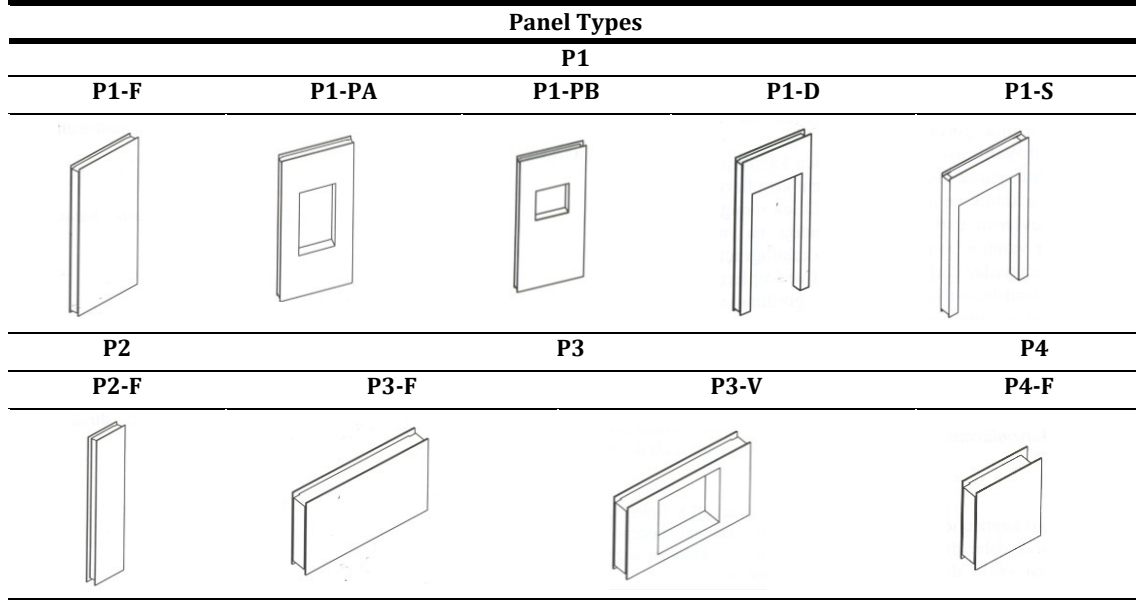 Panel Types
P1
P1-F P1-PA P1-PB P1-D P1-S
P2 P3 P4
P2-F P3-F P3-V P4-F